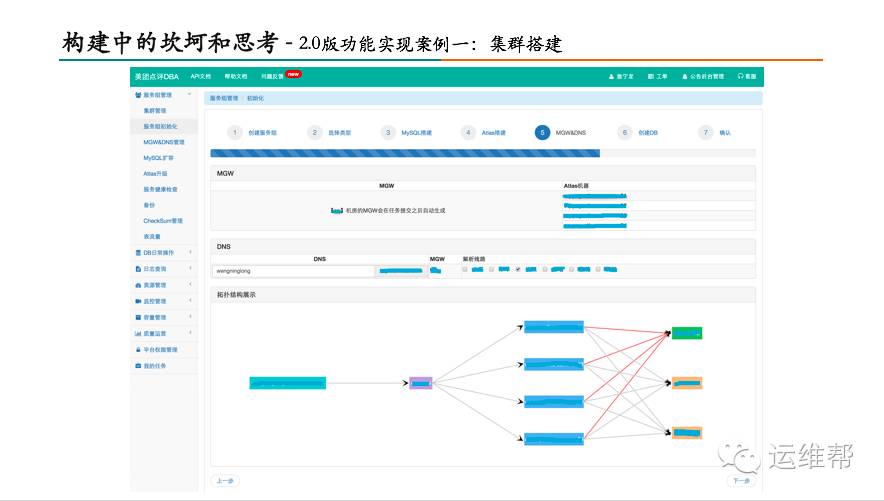 构建中的坎坷和思考 - 2.0版功能实现案例一：集群搭建
美团点评DBA API文档 帮助文档 问题反馈 new 翁宁龙 工单 公告后台管理 客服
服务组管理
集群管理
服务组初始化
MGW&DNS管理
MySQL扩容
Atlas升级
服务健康检查
备份
CheckSum管理
表流量
DB日常操作
日志查询
资源管理
监控管理
容量管理
质量运营
平台权限管理
我的任务
服务组管理 / 初始化
1 创建服务组 2 选择类型 3 MySQL搭建 4 Atlas搭建 5 MGW&DNS 6 创建DB 7 确认
MGW
MGW Atlas机器
机房的MGW会在任务提交之后自动生成
DNS
DNS MGW 解析线路
wengninglong
拓扑结构展示
上一步 下一步
运维帮